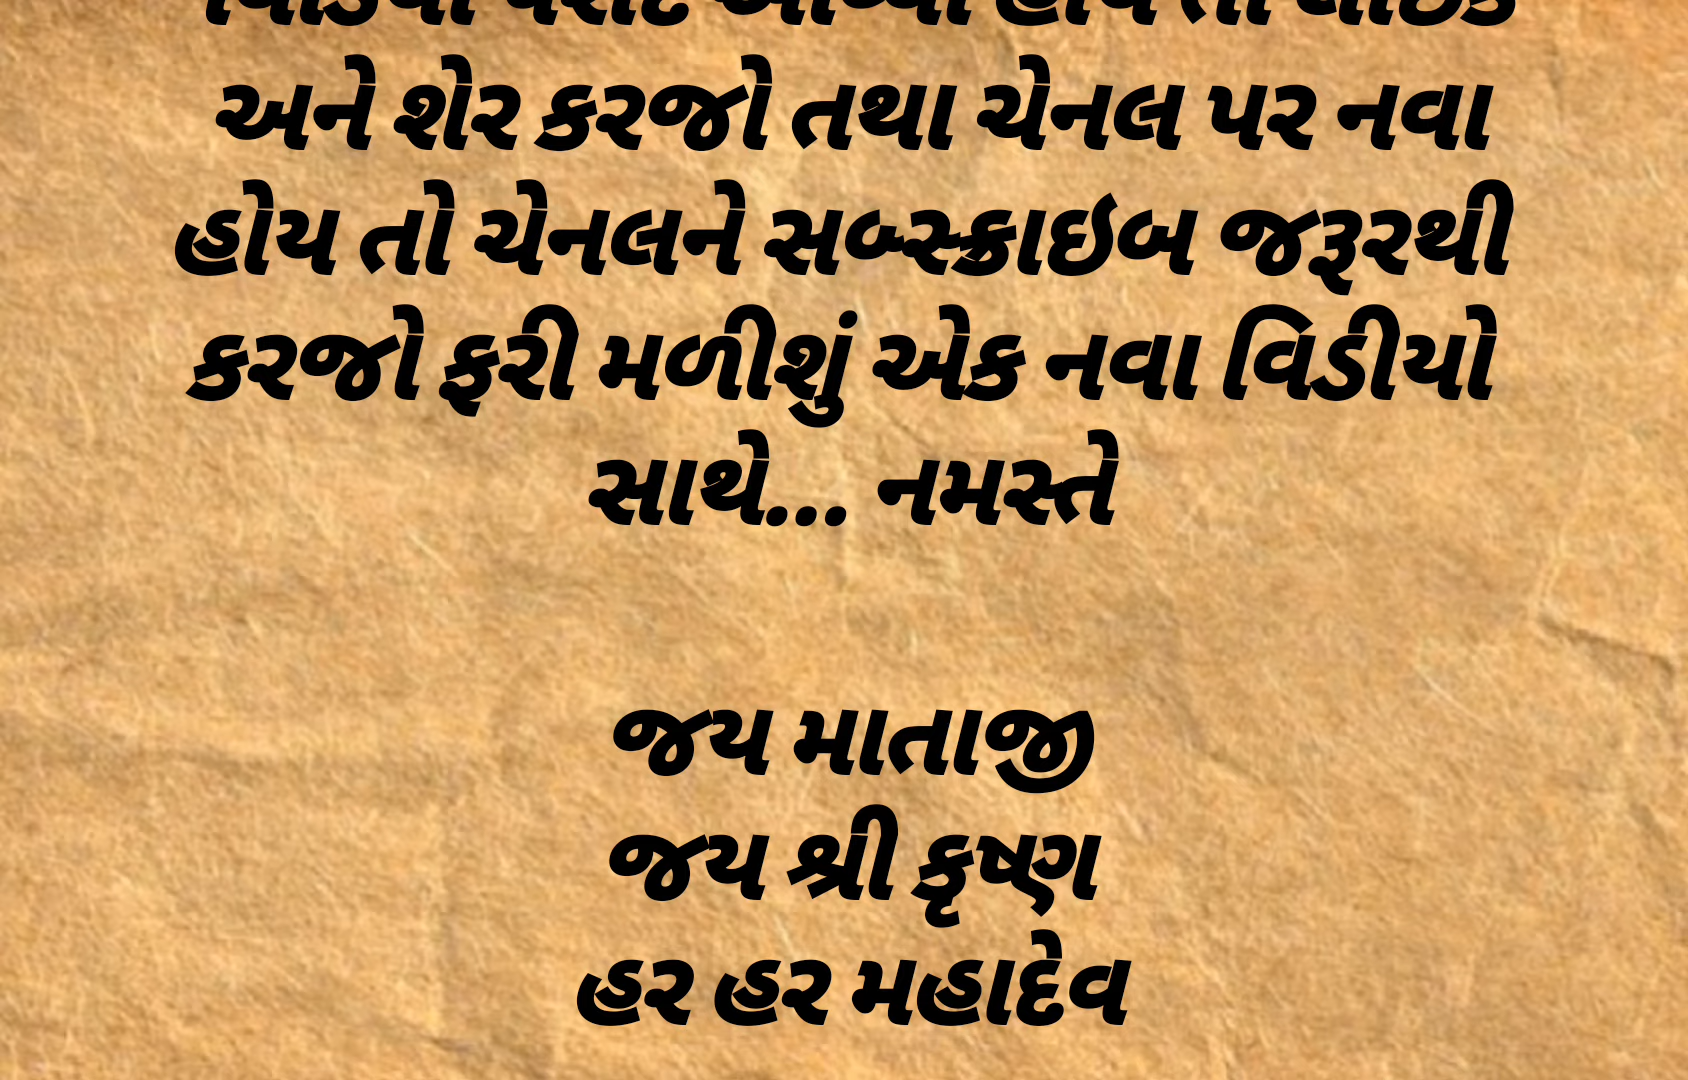 અને શેર કરજો તથા ચેનલ પર નવા
હોય તો ચેનલને સબ્સ્ક્રાઇબ જરૂરથી
કરજો ફરી મળીશું એક નવા વિડીયો
સાથે... નમસ્તે
જય માતાજી
જય શ્રી કૃષ્ણ
હર હર મહાદેવ